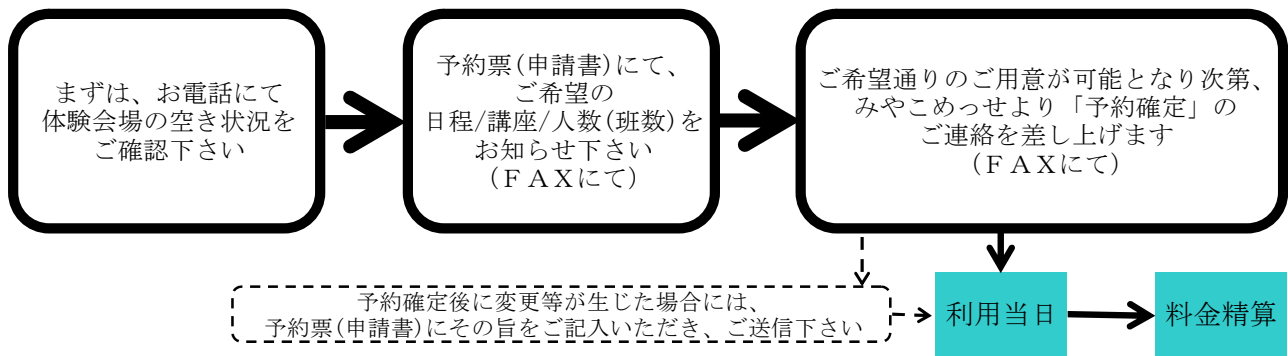 まずは、お電話にて
体験会場の空き状況を
ご確認下さい
予約票(申請書)にて、
ご希望の
日程/講座/人数(班数)を
お知らせ下さい
(ＦＡＸにて)
ご希望通りのご用意が可能となり次第、
みやこめっせより「予約確定」の
ご連絡を差し上げます
(ＦＡＸにて)
予約確定後に変更等が生じた場合には、
予約票(申請書)にその旨をご記入いただき、ご送信下さい
利用当日
料金精算